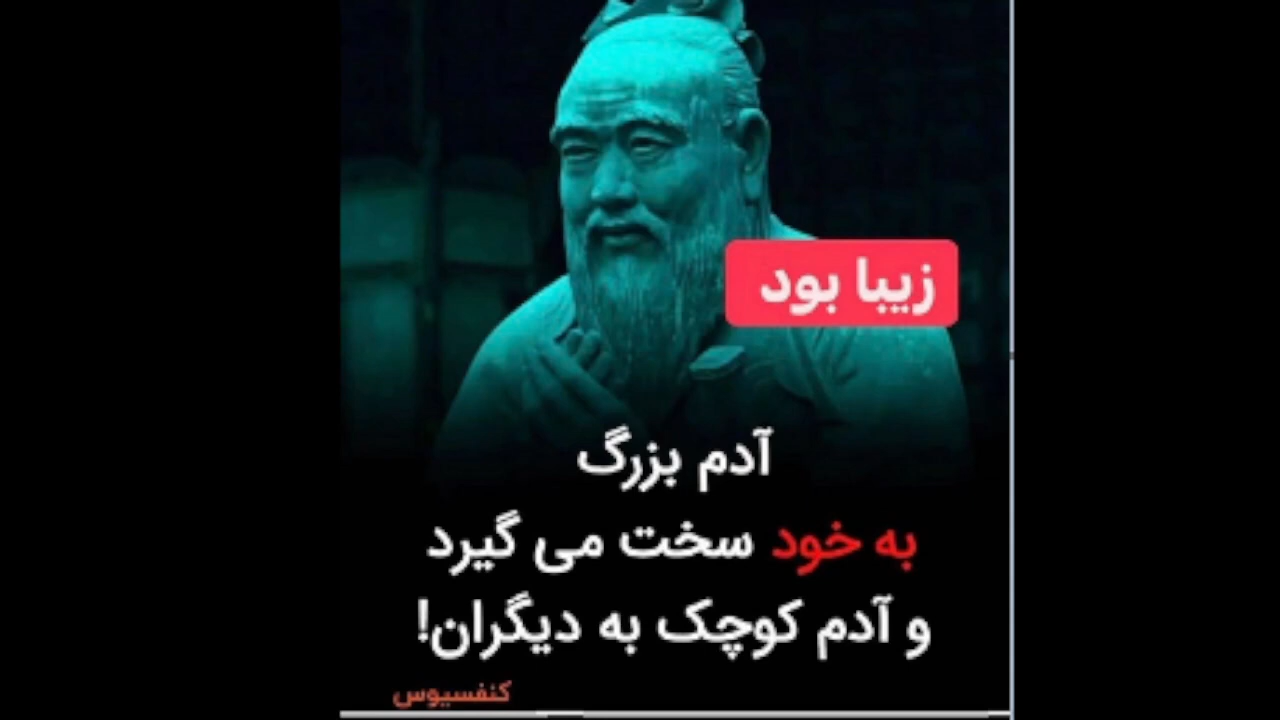 زیبا بود
آدم بزرگ
به خود سخت می گیرد
و آدم کوچک به دیگران!
کنفسیوس